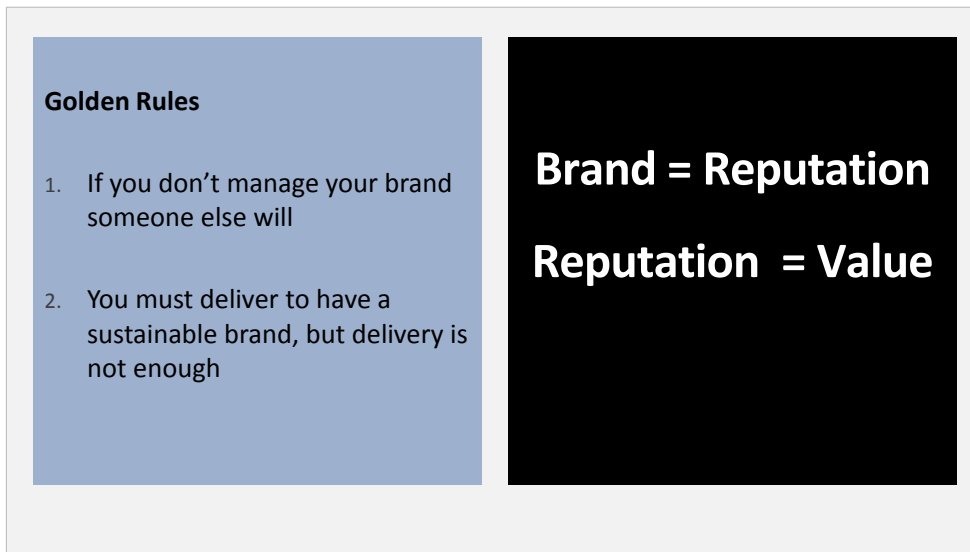 Golden Rules
1. If you don’t manage your brand
someone else will
2. You must deliver to have a
sustainable brand, but delivery is
not enough
Brand = Reputation
Reputation  = Value